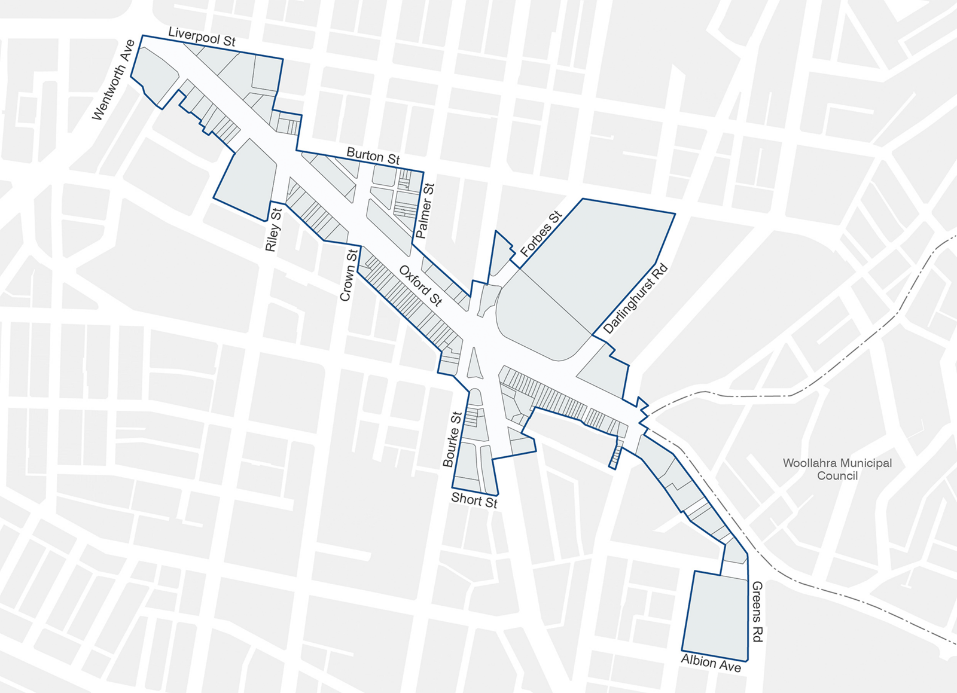 Liverpool St
Wentworth Ave
Burton St
Palmer St
Riley St
Crown St
Oxford St
Forbes St
Darlinghurst Rd
Bourke St
Short St
Woollahra Municipal
Council
Greens Rd
Albion Ave